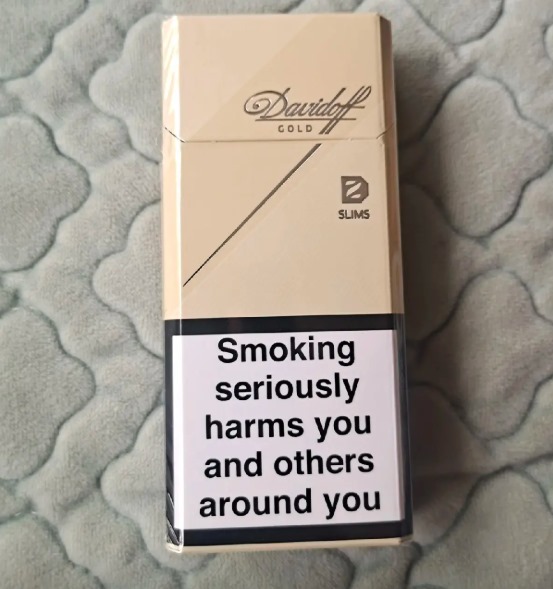 Davidoff
GOLD
SLIMS
Smoking
seriously
harms you
and others
around you